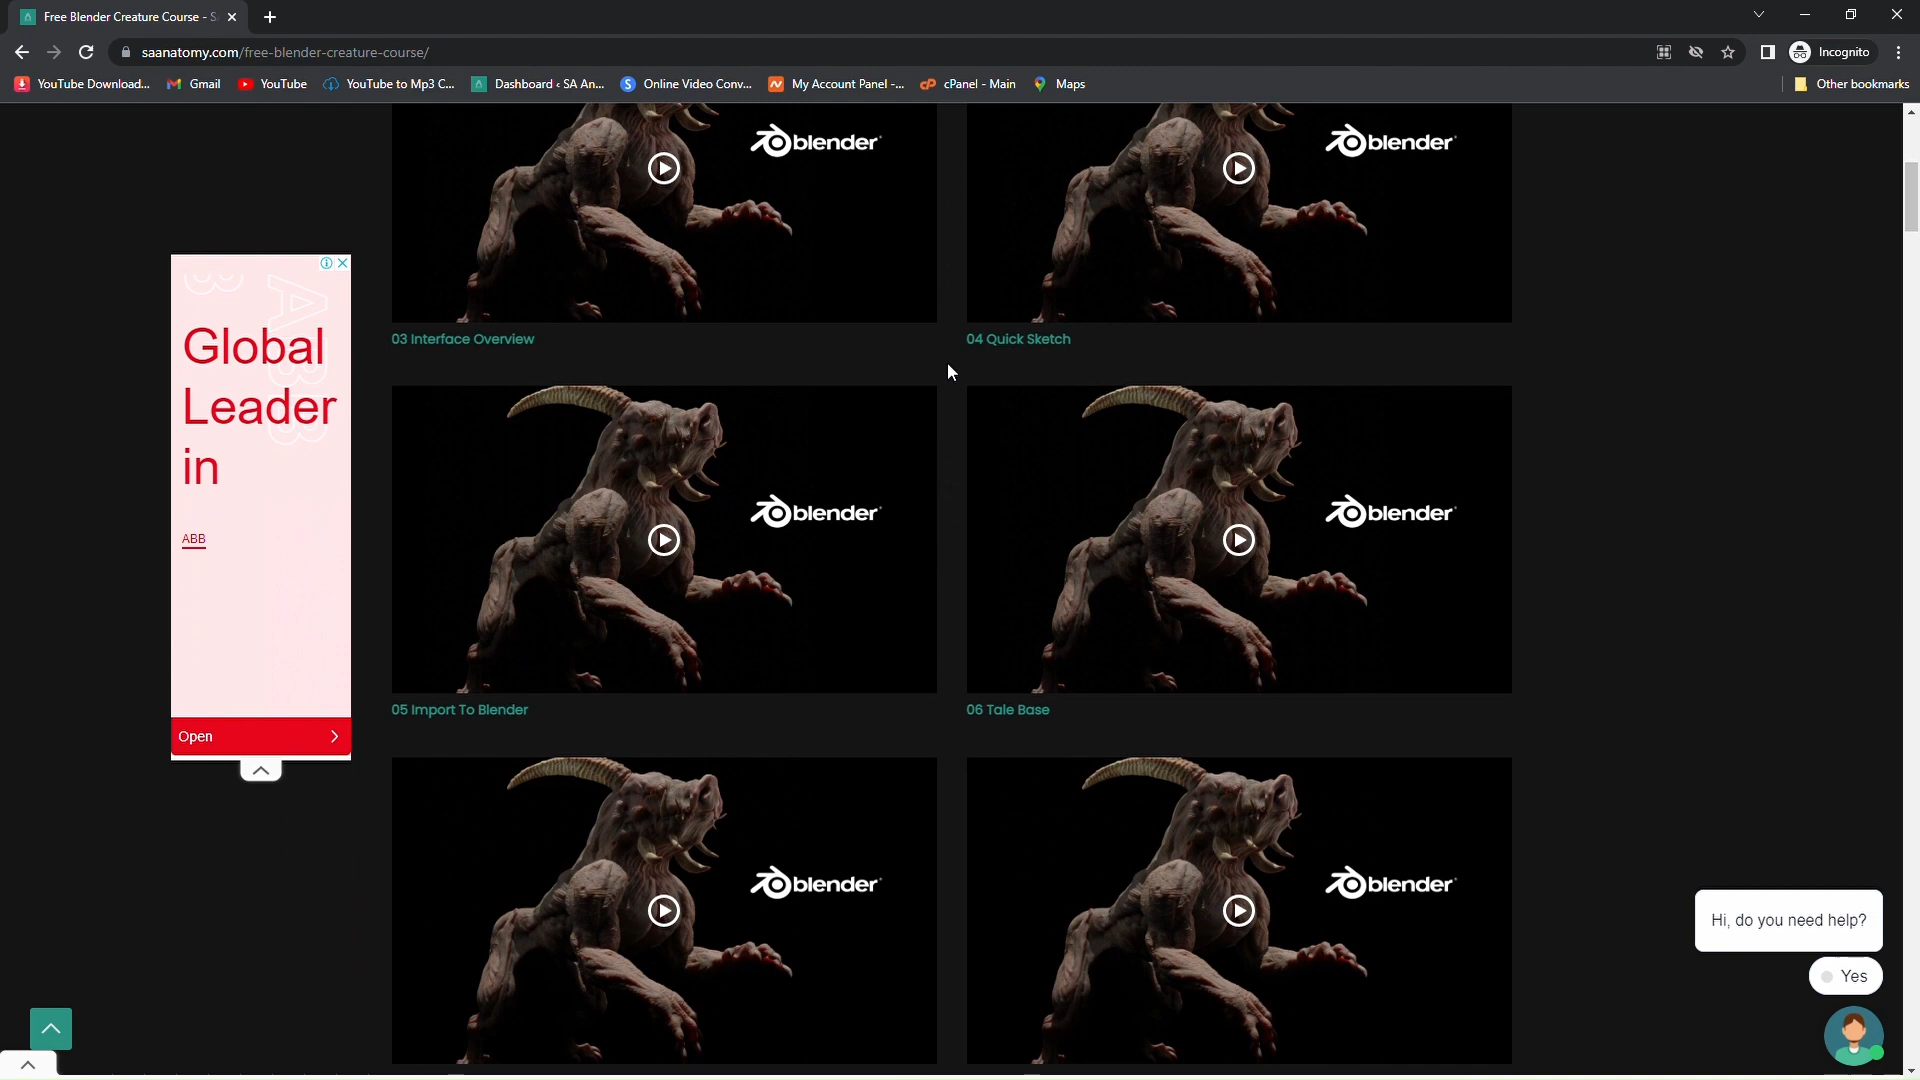 Free Blender Creature Course - S
saanatomy.com/free-blender-creature-course/
Incognito
YouTube Download...
Gmail
YouTube
YouTube to Mp3 C...
Dashboard ‹ SA An...
Online Video Conv...
My Account Panel -...
cPanel - Main
Maps
Other bookmarks
blender
blender
03 Interface Overview
04 Quick Sketch
Global
Leader
in
ABB
Open
blender
blender
05 Import To Blender
06 Tale Base
blender
blender
Hi, do you need help?
Yes